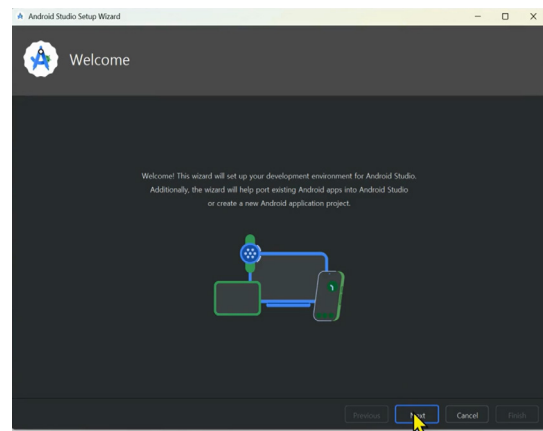 Android Studio Setup Wizard
Welcome
Welcome! This wizard will set up your development environment for Android Studio.
Additionally, the wizard will help port existing Android apps into Android Studio
or create a new Android application project.
Previous
Next
Cancel
Finish